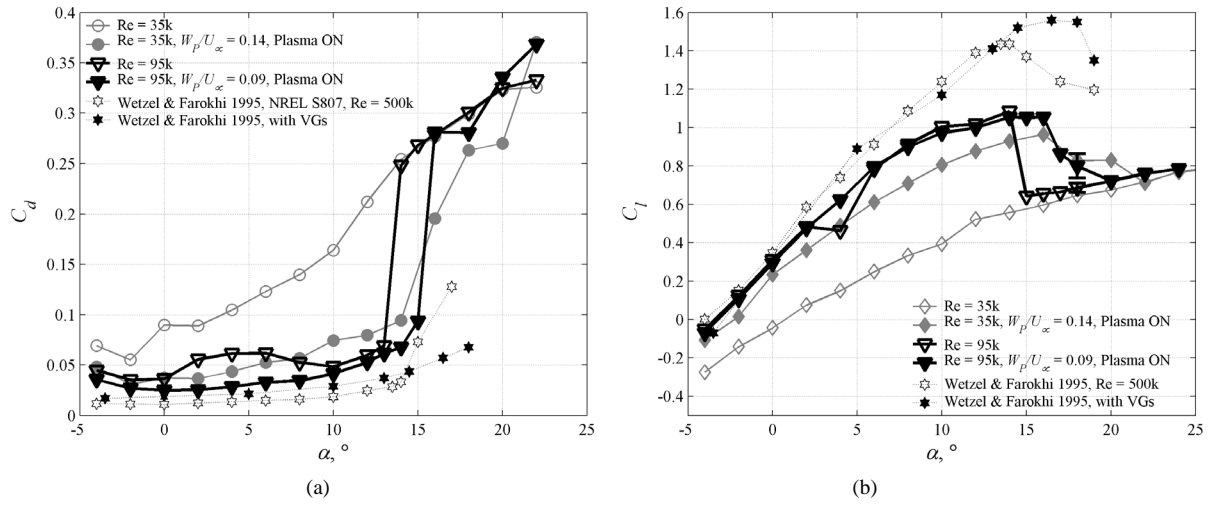 0.4
0.35
0.3
0.25
0.2
0.15
0.1
0.05
0
C_d
Re = 35k
Re = 35k, W_P/U_∝ = 0.14, Plasma ON
Re = 95k
Re = 95k, W_P/U_∝ = 0.09, Plasma ON
Wetzel & Farokhi 1995, NREL S807, Re = 500k
Wetzel & Farokhi 1995, with VGs
-5 0 5 10 15 20 25
α, °
(a)
1.6
1.4
1.2
1
0.8
0.6
0.4
0.2
0
-0.2
-0.4
C_l
Re = 35k
Re = 35k, W_P/U_∝ = 0.14, Plasma ON
Re = 95k
Re = 95k, W_P/U_∝ = 0.09, Plasma ON
Wetzel & Farokhi 1995, Re = 500k
Wetzel & Farokhi 1995, with VGs
-5 0 5 10 15 20 25
α, °
(b)